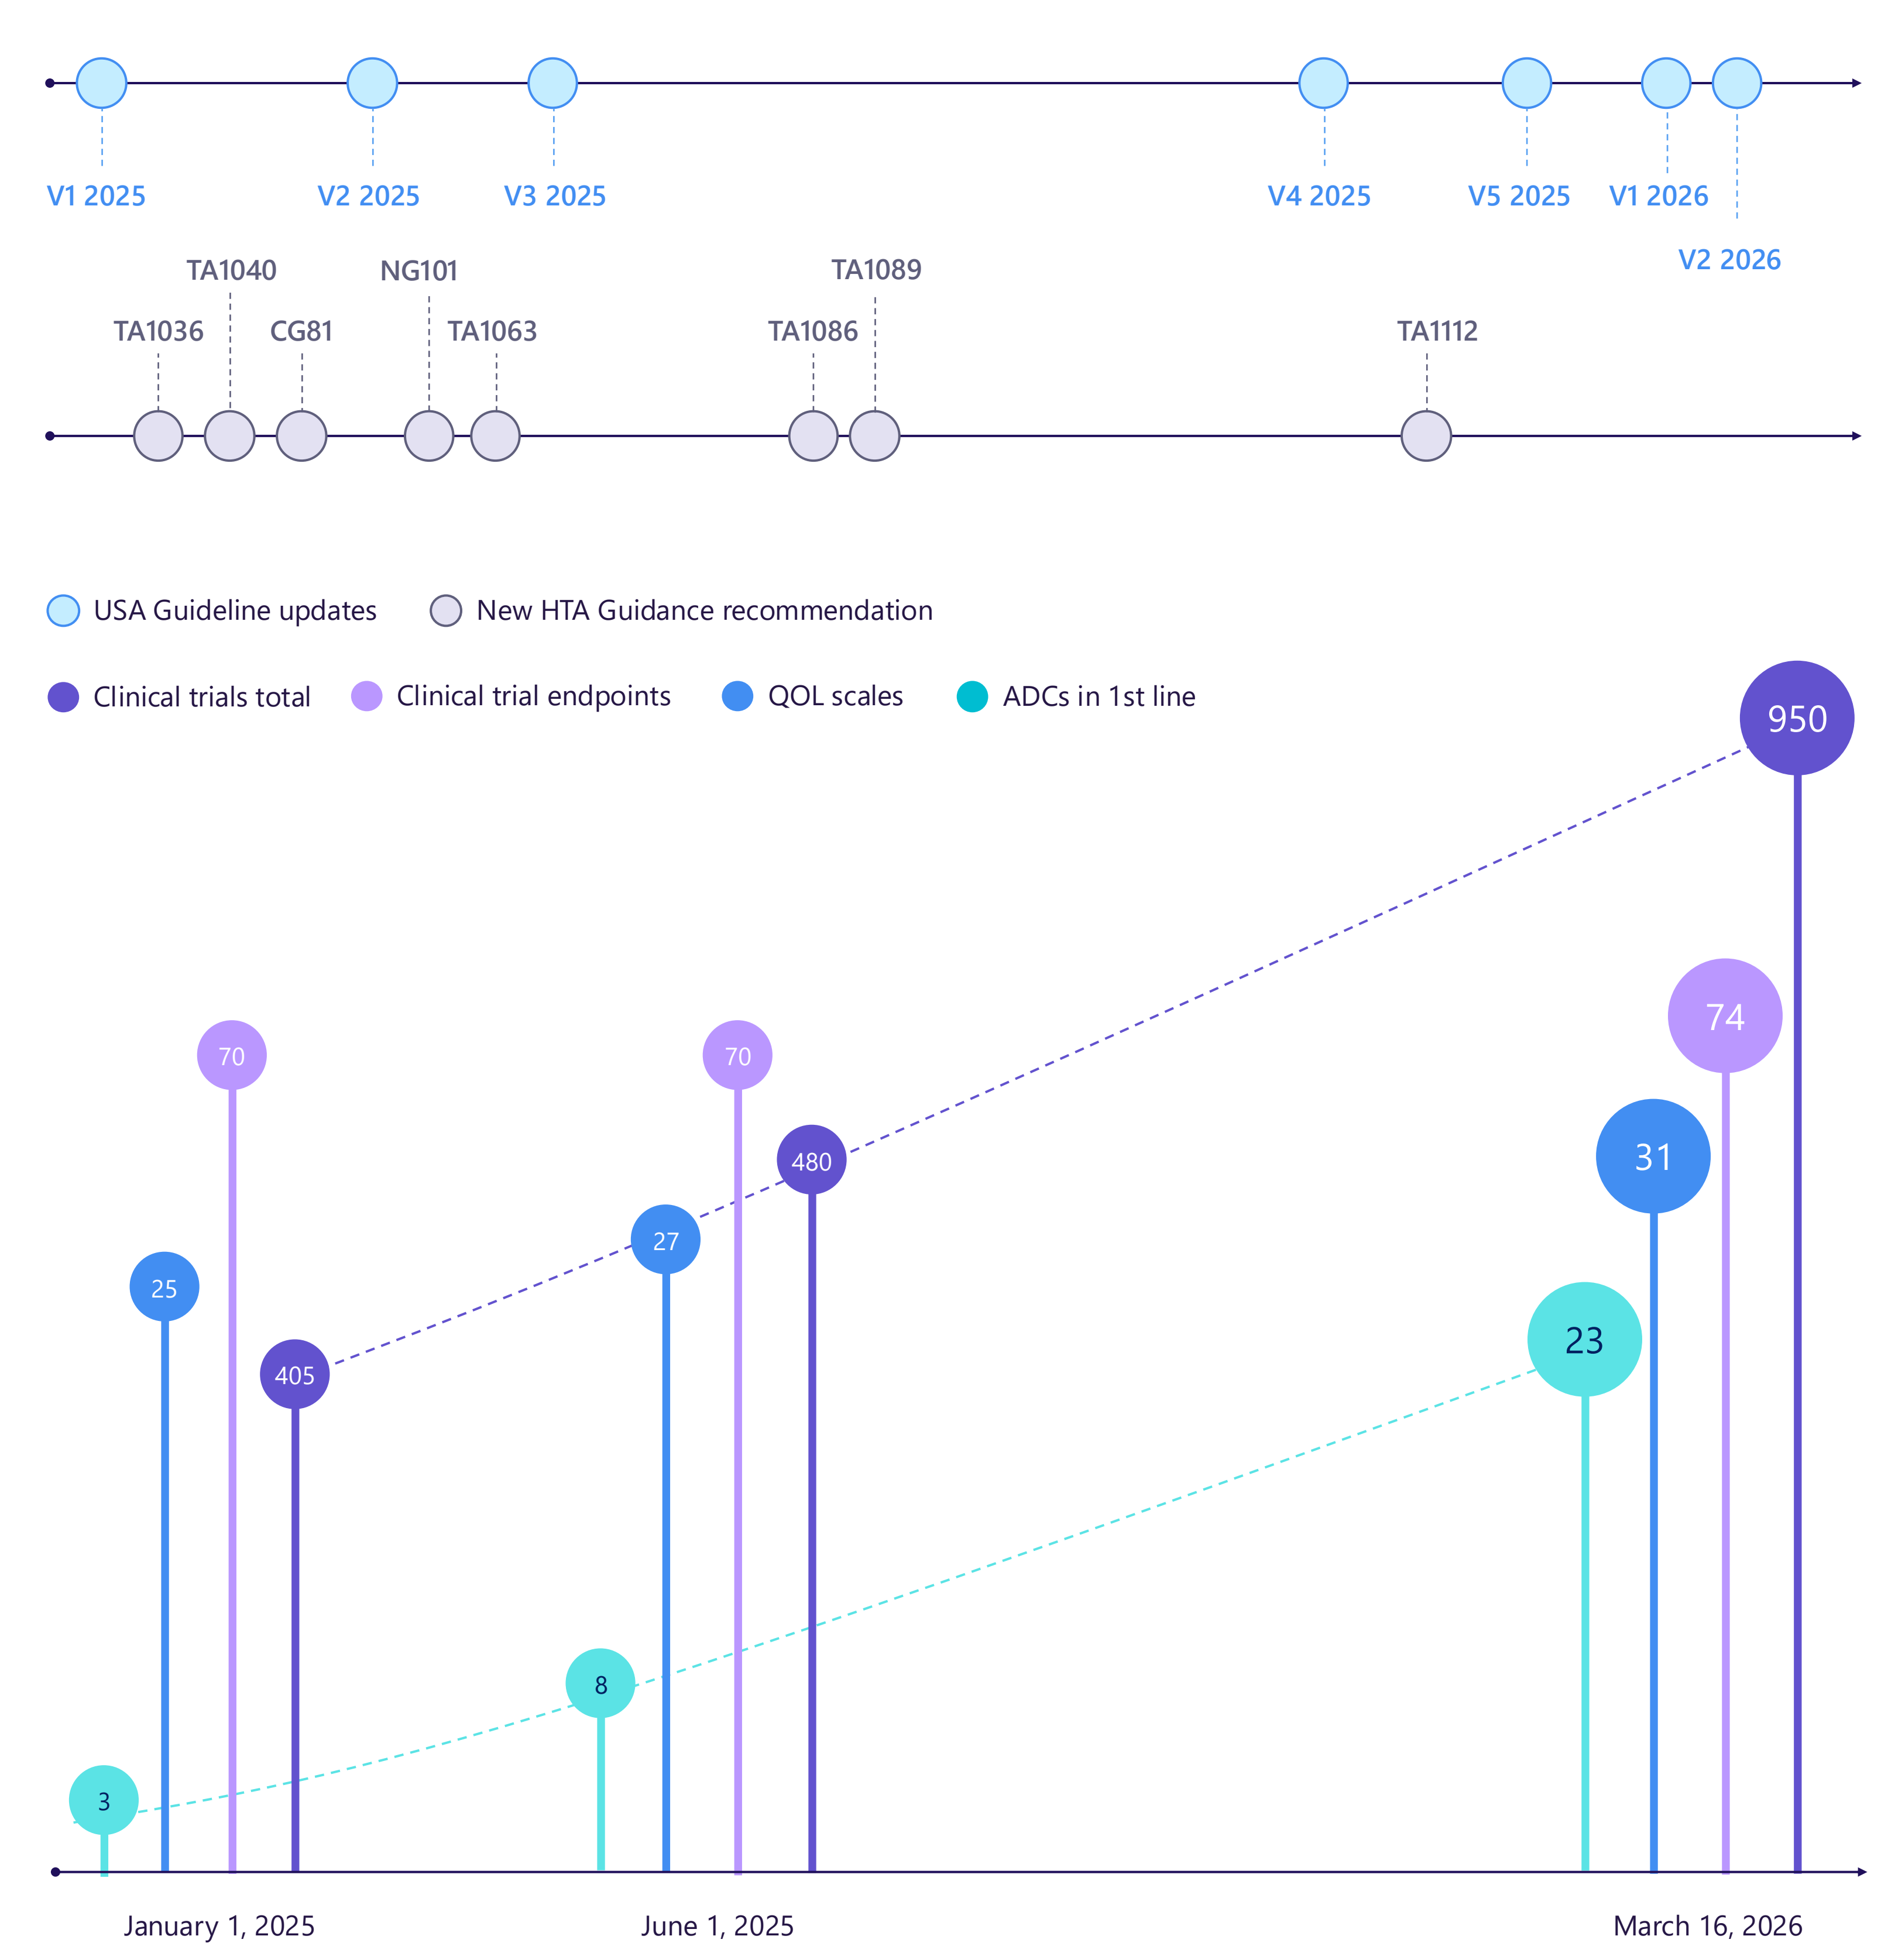 V1 2025
V2 2025
V3 2025
V4 2025
V5 2025
V1 2026
V2 2026
TA1036
TA1040
CG81
NG101
TA1063
TA1086
TA1089
TA1112
USA Guideline updates
New HTA Guidance recommendation
Clinical trials total
Clinical trial endpoints
QOL scales
ADCs in 1st line
3
25
70
405
8
27
70
480
23
31
74
950
January 1, 2025
June 1, 2025
March 16, 2026